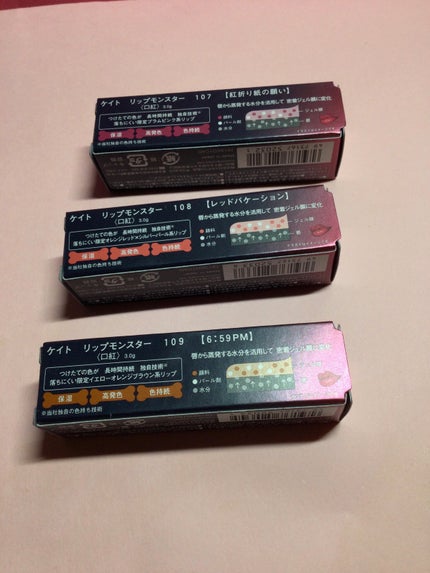 ケイト リップモンスター 107 【紅折り紙の願い】
(口紅) 3.0g
つけたての色が 長時間持続 独自技術※
落ちにくい限定プラムピンク系リップ
保湿 高発色 色持続
※当社独自の色持ち技術
唇から蒸発する水分を活用して 密着ジェル膜に変化
顔料
パール剤
水分
ジェル膜
唇
ケイト リップモンスター 108 【レッドバケーション】
(口紅) 3.0g
つけたての色が 長時間持続 独自技術※
落ちにくい限定オレンジレッド×シルバーパール系リップ
保湿 高発色 色持続
※当社独自の色持ち技術
唇から蒸発する水分を活用して 密着ジェル膜に変化
顔料
パール剤
水分
ジェル膜
唇
ケイト リップモンスター 109 【6:59PM】
(口紅) 3.0g
つけたての色が 長時間持続 独自技術※
落ちにくい限定イエローオレンジブラウン系リップ
保湿 高発色 色持続
※当社独自の色持ち技術
唇から蒸発する水分を活用して 密着ジェル膜に変化
顔料
パール剤
水分
ジェル膜
唇